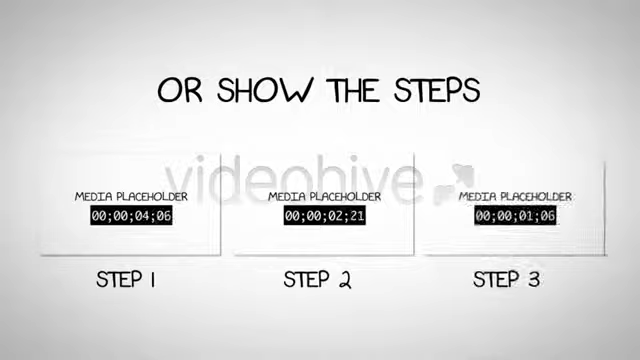 OR SHOW THE STEPS
videohive
MEDIA PLACEHOLDER MEDIA PLACEHOLDER MEDIA PLACEHOLDER
00;00;04;06 00;00;02;21 00;00;01;06
STEP 1 STEP 2 STEP 3